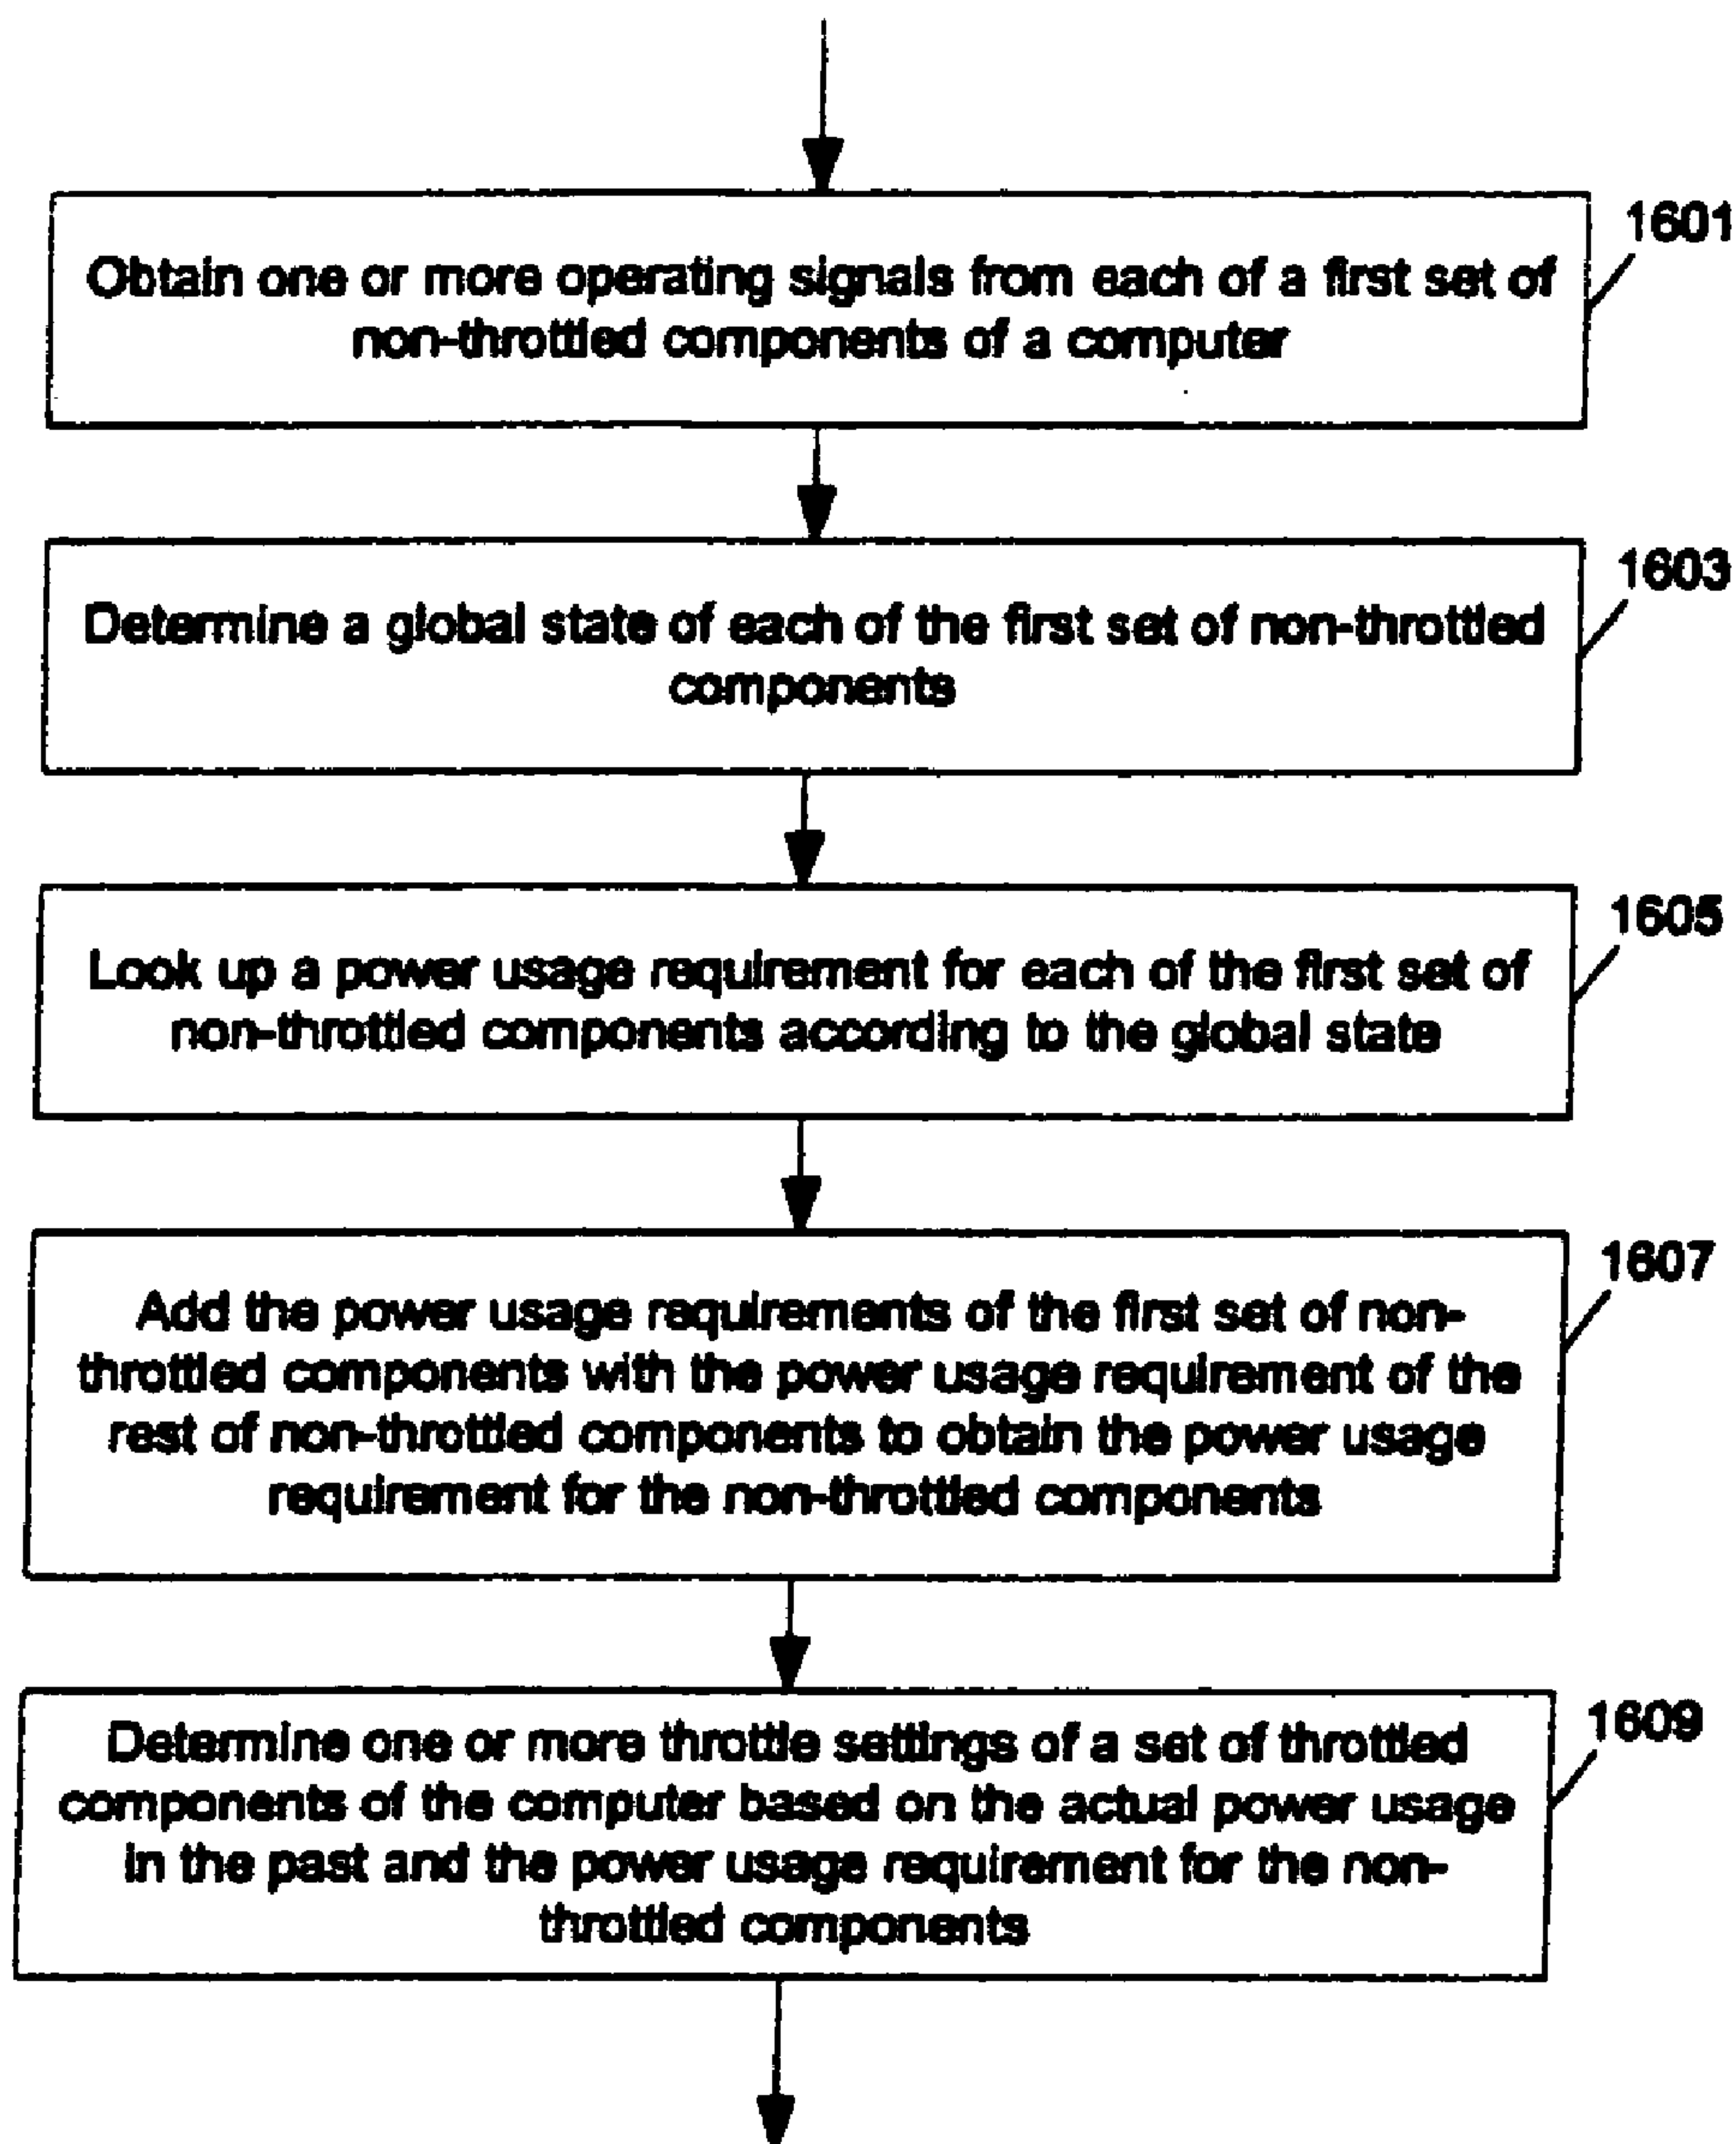 1601
Obtain one or more operating signals from each of a first set of
non-throttled components of a computer
1603
Determine a global state of each of the first set of non-throttled
components
1605
Look up a power usage requirement for each of the first set of
non-throttled components according to the global state
1607
Add the power usage requirements of the first set of non-
throttled components with the power usage requirement of the
rest of non-throttled components to obtain the power usage
requirement for the non-throttled components
1609
Determine one or more throttle settings of a set of throttled
components of the computer based on the actual power usage
in the past and the power usage requirement for the non-
throttled components